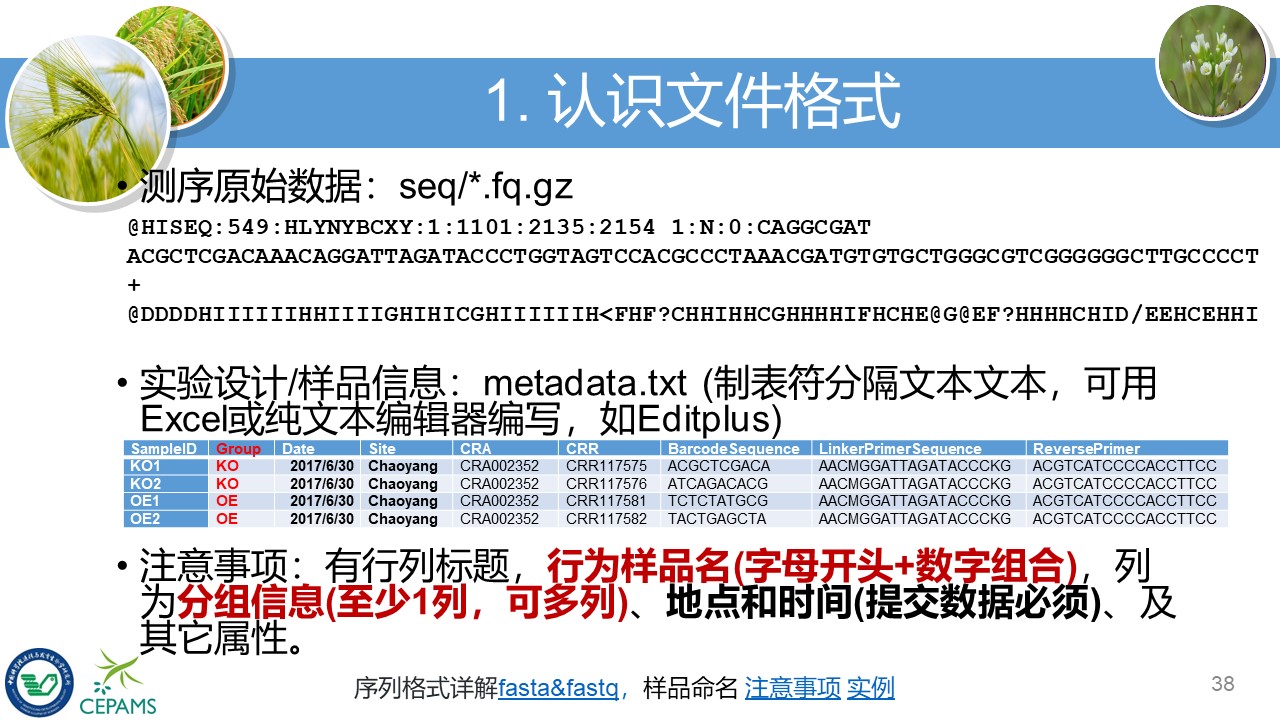 1. 认识文件格式
• 测序原始数据：seq/*.fq.gz
@HISEQ:549:HLYNYBCXY:1:1101:2135:2154 1:N:0:CAGGCGAT
ACGCTCGACAAACAGGATTAGATACCCTGGTAGTCCACGCCCTAAACGATGTGTGCTGGGCGTCGGGGGGCTTGCCCCT
+
@DDDDHIIIIIIHHIIIIGHIHICGHIIIIIIH<FHF?CHHIHHCGHHHHIFHCHE@G@EF?HHHHCHID/EEHCEHHI
• 实验设计/样品信息：metadata.txt (制表符分隔文本文本，可用
Excel或纯文本编辑器编写，如Editplus)
SampleID Group Date Site CRA CRR BarcodeSequence LinkerPrimerSequence ReversePrimer
KO1 KO 2017/6/30 Chaoyang CRA002352 CRR117575 ACGCTCGACA AACMGGATTAGATACCCKG ACGTCATCCCCACCTTCC
KO2 KO 2017/6/30 Chaoyang CRA002352 CRR117576 ATCAGACACG AACMGGATTAGATACCCKG ACGTCATCCCCACCTTCC
OE1 OE 2017/6/30 Chaoyang CRA002352 CRR117581 TCTCTATGCG AACMGGATTAGATACCCKG ACGTCATCCCCACCTTCC
OE2 OE 2017/6/30 Chaoyang CRA002352 CRR117582 TACTGAGCTA AACMGGATTAGATACCCKG ACGTCATCCCCACCTTCC
• 注意事项：有行列标题，行为样品名(字母开头+数字组合)，列
为分组信息(至少1列，可多列)、地点和时间(提交数据必须)、及
其它属性。
CEPAMS
序列格式详解fasta&fastq，样品命名 注意事项 实例
38